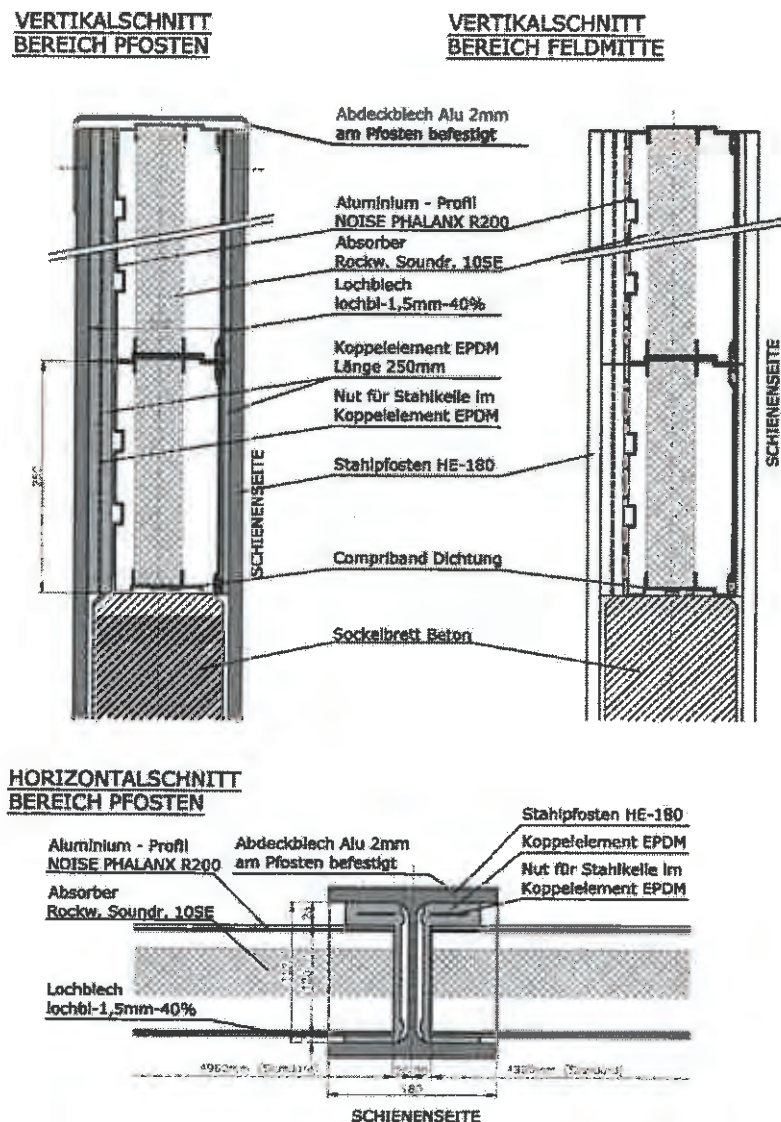 VERTIKALSCHNITT
BEREICH PFOSTEN
VERTIKALSCHNITT
BEREICH FELDMITTE
Abdeckblech Alu 2mm
am Pfosten befestigt
Aluminium - Profil
NOISE PHALANX R200
Absorber
Rockw. Soundr. 10SE
Lochblech
lochbl-1,5mm-40%
Koppelelement EPDM
Länge 250mm
Nut für Stahlkeile im
Koppelelement EPDM
Stahlpfosten HE-180
Compriband Dichtung
Sockelbrett Beton
250
SCHIENENSEITE
SCHIENENSEITE
HORIZONTALSCHNITT
BEREICH PFOSTEN
Aluminium - Profil
NOISE PHALANX R200
Absorber
Rockw. Soundr. 10SE
Lochblech
lochbl-1,5mm-40%
Abdeckblech Alu 2mm
am Pfosten befestigt
Stahlpfosten HE-180
Koppelelement EPDM
Nut für Stahlkeile im
Koppelelement EPDM
(Standard)
(Standard)
180
SCHIENENSEITE